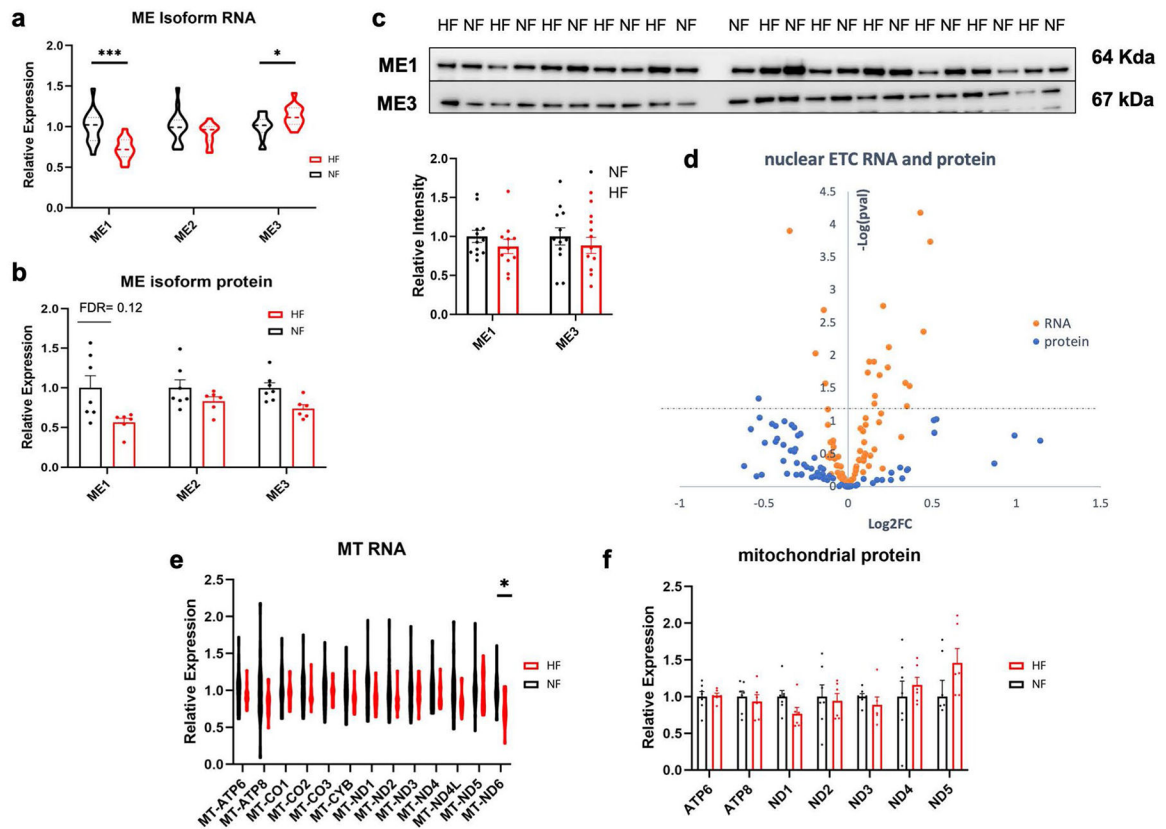 a
ME Isoform RNA
***
*
Relative Expression
2.0
1.5
1.0
0.5
0.0
HF
NF
ME1
ME2
ME3
b
ME isoform protein
FDR= 0.12
HF
NF
Relative Expression
2.0
1.5
1.0
0.5
0.0
ME1
ME2
ME3
c
HF NF HF NF HF NF HF NF HF NF
NF HF NF HF NF HF NF HF NF HF NF HF NF
ME1
64 Kda
ME3
67 kDa
Relative Intensity
2.0
1.5
1.0
0.5
0.0
NF
HF
ME1
ME3
d
nuclear ETC RNA and protein
-Log(pval)
4.5
4
3.5
3
2.5
2
1.5
1
0.5
0
RNA
protein
-1
-0.5
0
0.5
1
1.5
Log2FC
e
MT RNA
*
Relative Expression
2.5
2.0
1.5
1.0
0.5
0.0
HF
NF
MT-ATP6
MT-ATP8
MT-CO1
MT-CO2
MT-CO3
MT-CYB
MT-ND1
MT-ND2
MT-ND3
MT-ND4
MT-ND4L
MT-ND5
MT-ND6
f
mitochondrial protein
Relative Expression
2.5
2.0
1.5
1.0
0.5
0.0
HF
NF
ATP6
ATP8
ND1
ND2
ND3
ND4
ND5